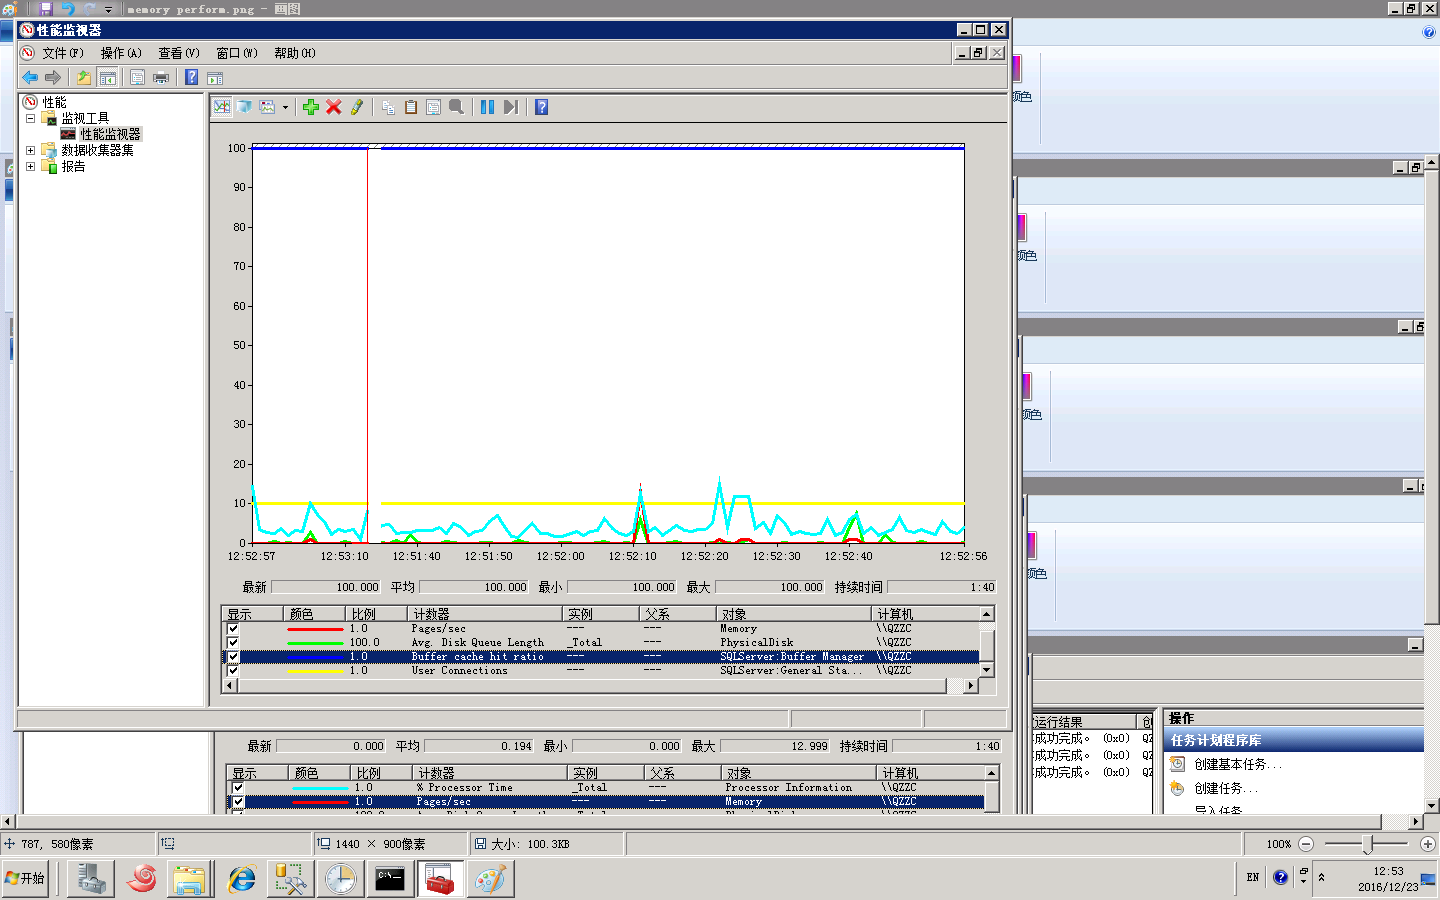 memory perform.png - 画图
性能监视器
文件(F) 操作(A) 查看(V) 窗口(W) 帮助(H)
性能
监视工具
性能监视器
数据收集器集
报告
颜色
颜色
颜色
颜色
100
90
80
70
60
50
40
30
20
10
0
12:52:57 12:53:10 12:51:40 12:51:50 12:52:00 12:52:10 12:52:20 12:52:30 12:52:40 12:52:56
最新 100.000 平均 100.000 最小 100.000 最大 100.000 持续时间 1:40
显示 颜色 比例 计数器 实例 父系 对象 计算机
1.0 Pages/sec --- --- Memory \\QZZC
100.0 Avg. Disk Queue Length _Total --- PhysicalDisk \\QZZC
1.0 Buffer cache hit ratio --- --- SQLServer:Buffer Manager \\QZZC
1.0 User Connections --- --- SQLServer:General Sta... \\QZZC
最新 0.000 平均 0.194 最小 0.000 最大 12.999 持续时间 1:40
显示 颜色 比例 计数器 实例 父系 对象 计算机
1.0 % Processor Time _Total --- Processor Information \\QZZC
1.0 Pages/sec --- --- Memory \\QZZC
运行结果 创
成功完成。 (0x0) QZ
成功完成。 (0x0) QZ
成功完成。 (0x0) QZ
操作
任务计划程序库
创建基本任务...
创建任务...
导入任务
787, 580像素 1440 × 900像素 大小: 100.3KB 100%
开始 C:\_ EN 12:53
2016/12/23